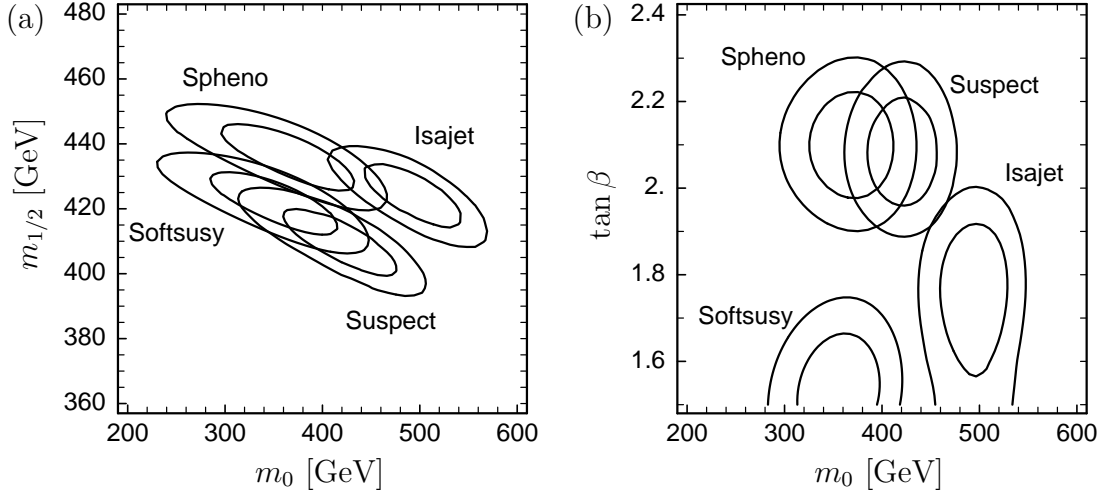 (a)
480
460
440
420
400
380
360
m1/2 [GeV]
Spheno
Isajet
Softsusy
Suspect
200 300 400 500 600
m0 [GeV]
(b)
2.4
2.2
2.
1.8
1.6
tan β
Spheno
Suspect
Isajet
Softsusy
200 300 400 500 600
m0 [GeV]